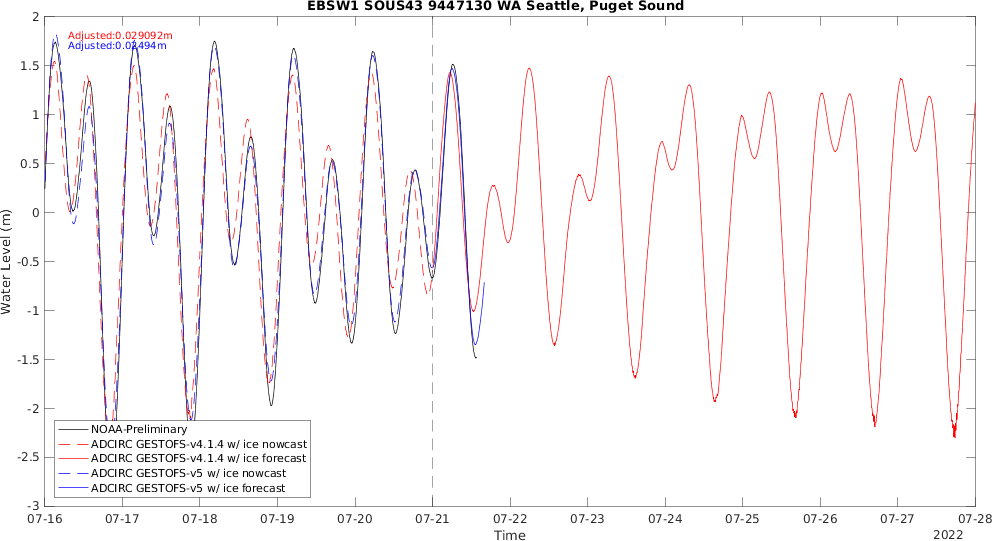 EBSW1 SOUS43 9447130 WA Seattle, Puget Sound
Adjusted:0.029092m
Water Level (m)
2
1.5
1
0.5
0
-0.5
-1
-1.5
-2
-2.5
-3
NOAA-Preliminary
ADCIRC GESTOFS-v4.1.4 w/ ice nowcast
ADCIRC GESTOFS-v4.1.4 w/ ice forecast
ADCIRC GESTOFS-v5 w/ ice nowcast
ADCIRC GESTOFS-v5 w/ ice forecast
07-16 07-17 07-18 07-19 07-20 07-21 07-22 07-23 07-24 07-25 07-26 07-27 07-28
Time
2022